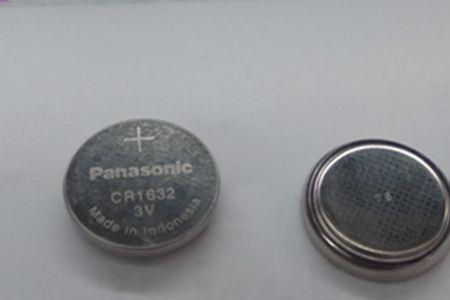 +
Panasonic
CR1632
3V
Made in Indonesia